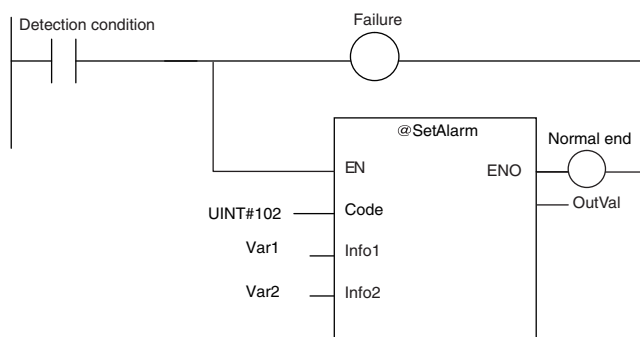 Failure
Detection condition
@SetAlarm
Normal end
EN
ENO
UINT#102
Code
OutVal
Var1
Info1
Var2
Info2